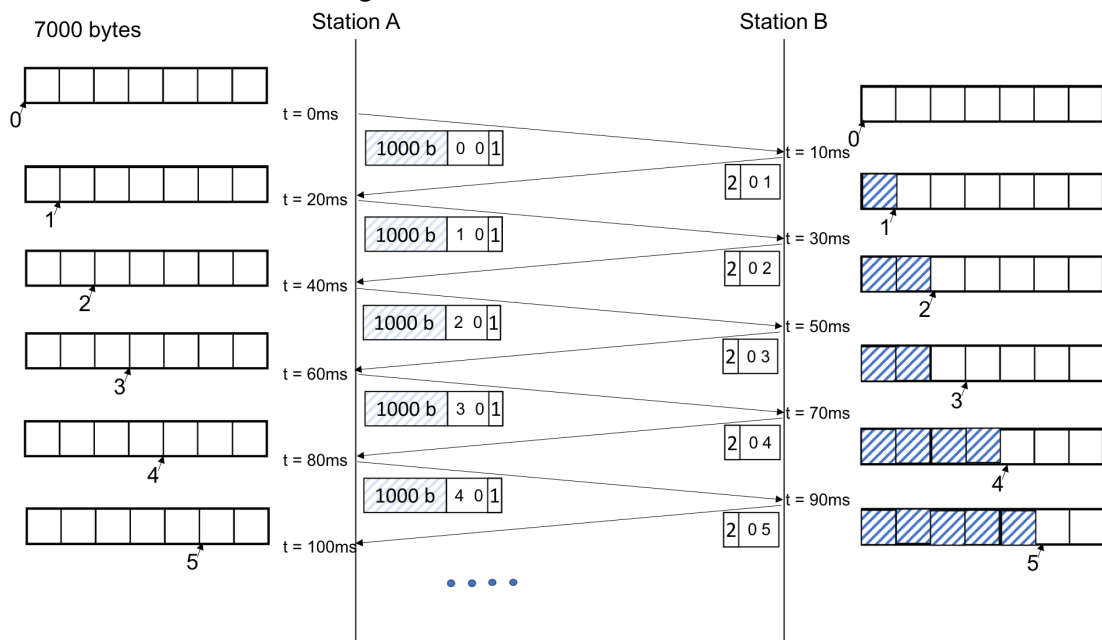 Station A
Station B
7000 bytes
0
t = 0ms
0
1000 b 0 0 1
t = 10ms
2 0 1
t = 20ms
1
1
1000 b 1 0 1
t = 30ms
2 0 2
t = 40ms
2
2
1000 b 2 0 1
t = 50ms
2 0 3
t = 60ms
3
3
1000 b 3 0 1
t = 70ms
2 0 4
t = 80ms
4
4
1000 b 4 0 1
t = 90ms
2 0 5
t = 100ms
5
5